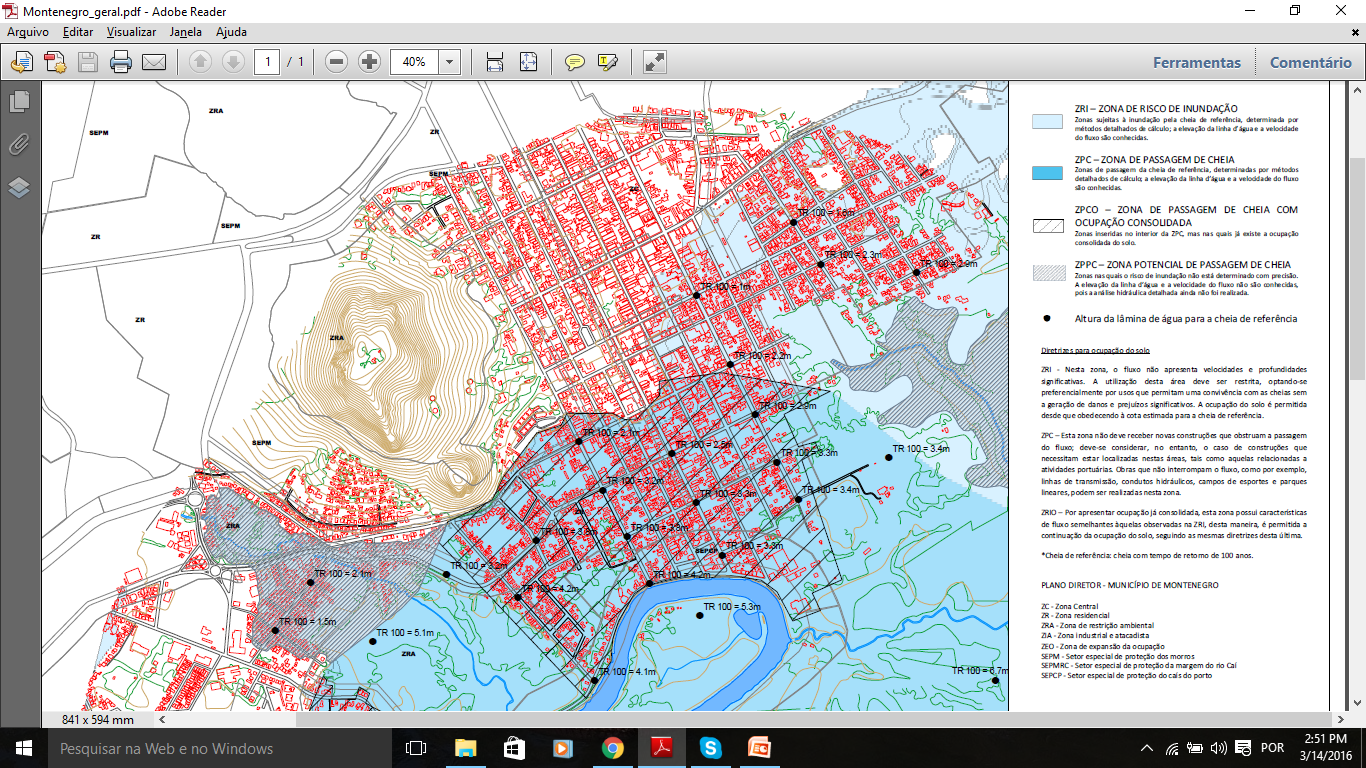 Montenegro_geral.pdf - Adobe Reader
Arquivo Editar Visualizar Janela Ajuda
1 / 1 40% Ferramentas Comentário
SEPM
ZRA
ZR
SEPM
ZC
ZR
SEPM
ZR
ZRA
SEPM
ZRA
ZRA
SEPCP
TR 100 = 2.3m
TR 100 = 2.9m
TR 100 = 1m
TR 100 = 2.2m
TR 100 = 2.9m
TR 100 = 2.1m
TR 100 = 3.3m
TR 100 = 3.4m
TR 100 = 3.2m
TR 100 = 3.3m
TR 100 = 3.4m
TR 100 = 3.3m
TR 100 = 3.2m
TR 100 = 4.2m
TR 100 = 4.2m
TR 100 = 2.1m
TR 100 = 5.3m
TR 100 = 1.5m
TR 100 = 5.1m
TR 100 = 4.1m
TR 100 = 6.7m
ZRI – ZONA DE RISCO DE INUNDAÇÃO
Zonas sujeitas à inundação pela cheia de referência, determinada por
métodos detalhados de cálculo; a elevação da linha d'água e a velocidade
do fluxo são conhecidas.
ZPC – ZONA DE PASSAGEM DE CHEIA
Zonas de passagem da cheia de referência, determinadas por métodos
detalhados de cálculo; a elevação da linha d'água e a velocidade do fluxo
são conhecidas.
ZPCO – ZONA DE PASSAGEM DE CHEIA COM
OCUPAÇÃO CONSOLIDADA
Zonas inseridas no interior da ZPC, mas nas quais já existe a ocupação
consolidada do solo.
ZPPC – ZONA POTENCIAL DE PASSAGEM DE CHEIA
Zonas nas quais o risco de inundação não está determinado com precisão.
A elevação da linha d'água e a velocidade do fluxo não são conhecidas,
pois a análise hidráulica detalhada ainda não foi realizada.
Altura da lâmina de água para a cheia de referência
Diretrizes para ocupação do solo
ZRI - Nesta zona, o fluxo não apresenta velocidades e profundidades
significativas. A utilização desta área deve ser restrita, optando-se
preferencialmente por usos que permitam uma convivência com as cheias sem
a geração de danos e prejuízos significativos. A ocupação do solo é permitida
desde que obedecendo à cota estimada para a cheia de referência.
ZPC – Esta zona não deve receber novas construções que obstruam a passagem
do fluxo; deve-se considerar, no entanto, o caso de construções que
necessitam estar localizadas nestas áreas, tais como aquelas relacionadas a
atividades portuárias. Obras que não interrompam o fluxo, como por exemplo,
linhas de transmissão, condutos hidráulicos, campos de esportes e parques
lineares, podem ser realizadas nesta zona.
ZRIO – Por apresentar ocupação já consolidada, esta zona possui características
de fluxo semelhantes àquelas observadas na ZRI, desta maneira, é permitida a
continuação da ocupação do solo, seguindo as mesmas diretrizes desta última.
*Cheia de referência: cheia com tempo de retorno de 100 anos.
PLANO DIRETOR - MUNICÍPIO DE MONTENEGRO
ZC - Zona Central
ZR - Zona residencial
ZRA - Zona de restrição ambiental
ZIA - Zona industrial e atacadista
ZEO - Zona de expansão da ocupação
SEPM - Setor especial de proteção dos morros
SEPMRC - Setor especial de proteção da margem do rio Caí
SEPCP - Setor especial de proteção do cais do porto
841 x 594 mm
Pesquisar na Web e no Windows
POR
2:51 PM
3/14/2016